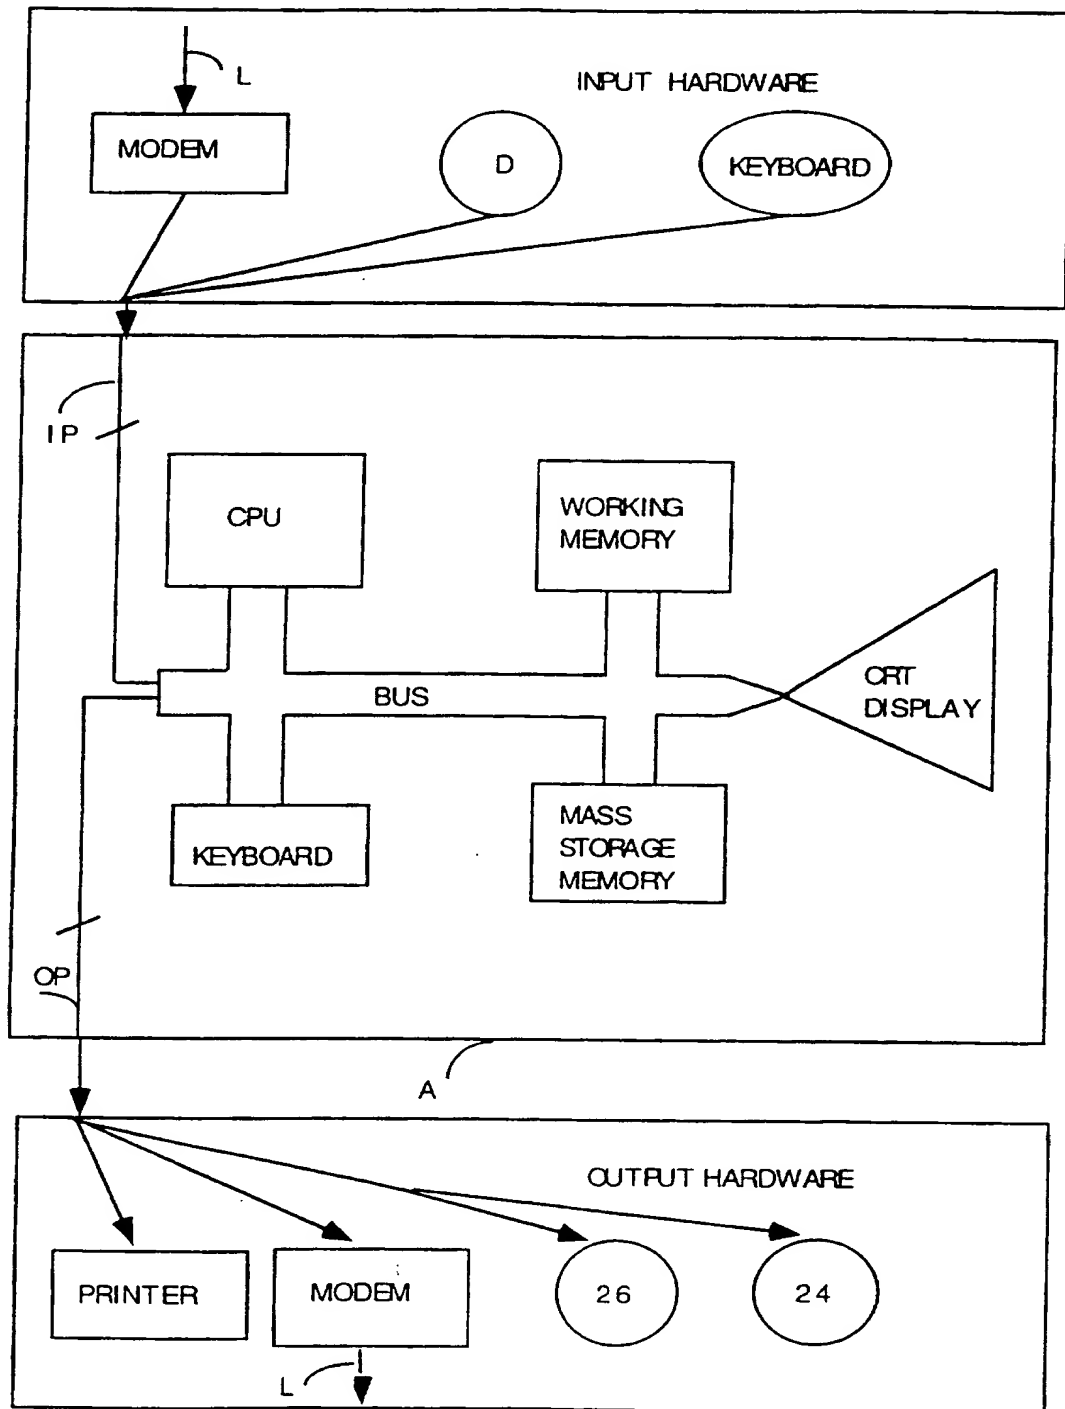 L
INPUT HARDWARE
MODEM
D
KEYBOARD
IP
CPU
WORKING
MEMORY
BUS
CRT
DISPLAY
KEYBOARD
MASS
STORAGE
MEMORY
OP
A
OUTPUT HARDWARE
PRINTER
MODEM
26
24
L